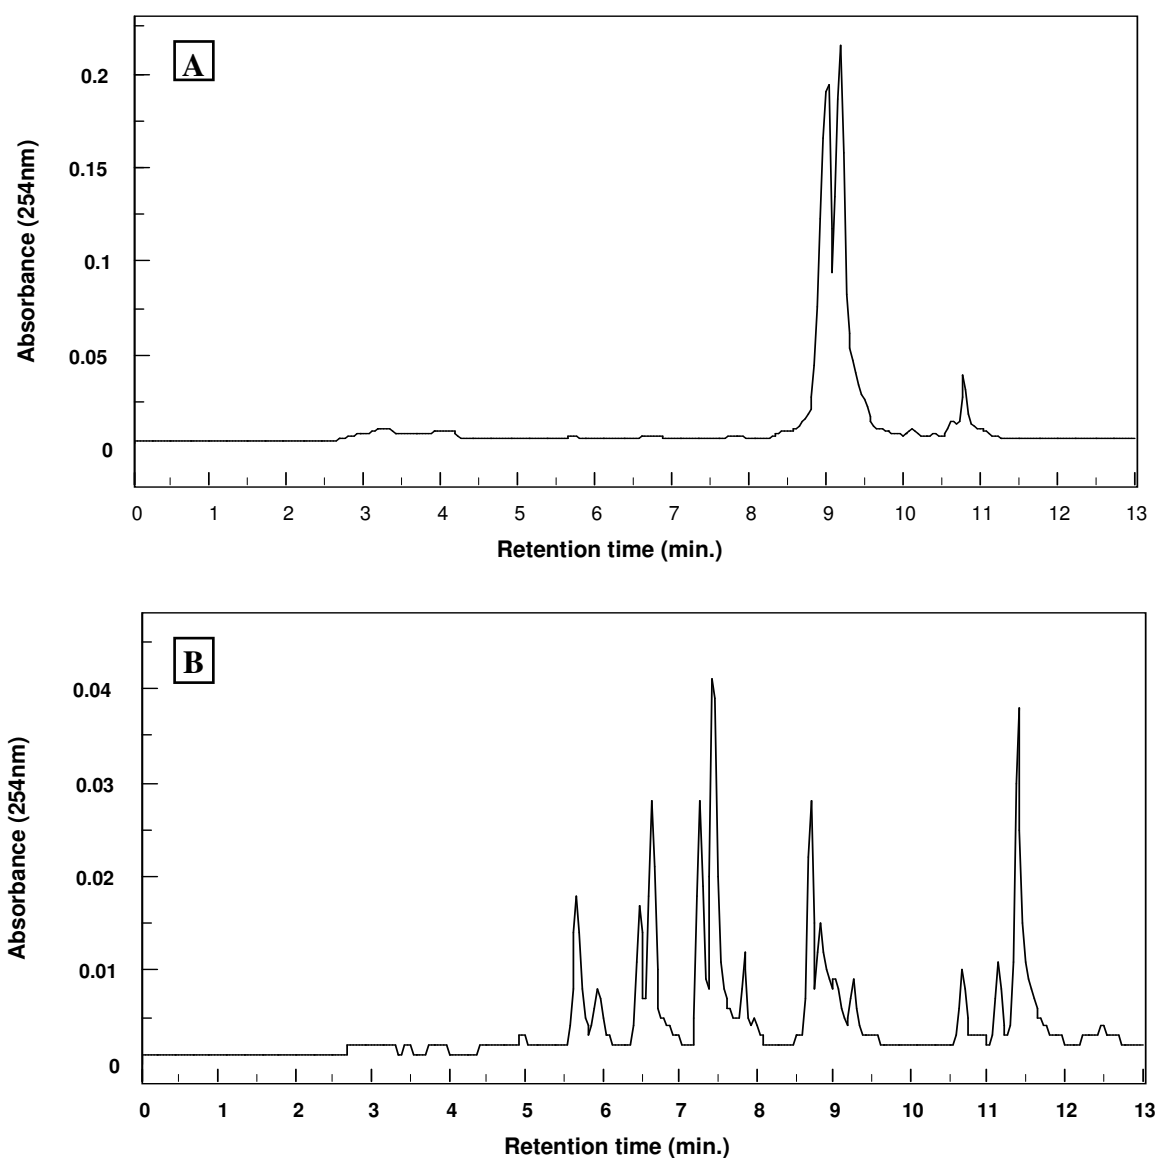 A
0.2
0.15
0.1
0.05
0
Absorbance (254nm)
0 1 2 3 4 5 6 7 8 9 10 11 12 13
Retention time (min.)
B
0.04
0.03
0.02
0.01
0
Absorbance (254nm)
0 1 2 3 4 5 6 7 8 9 10 11 12 13
Retention time (min.)